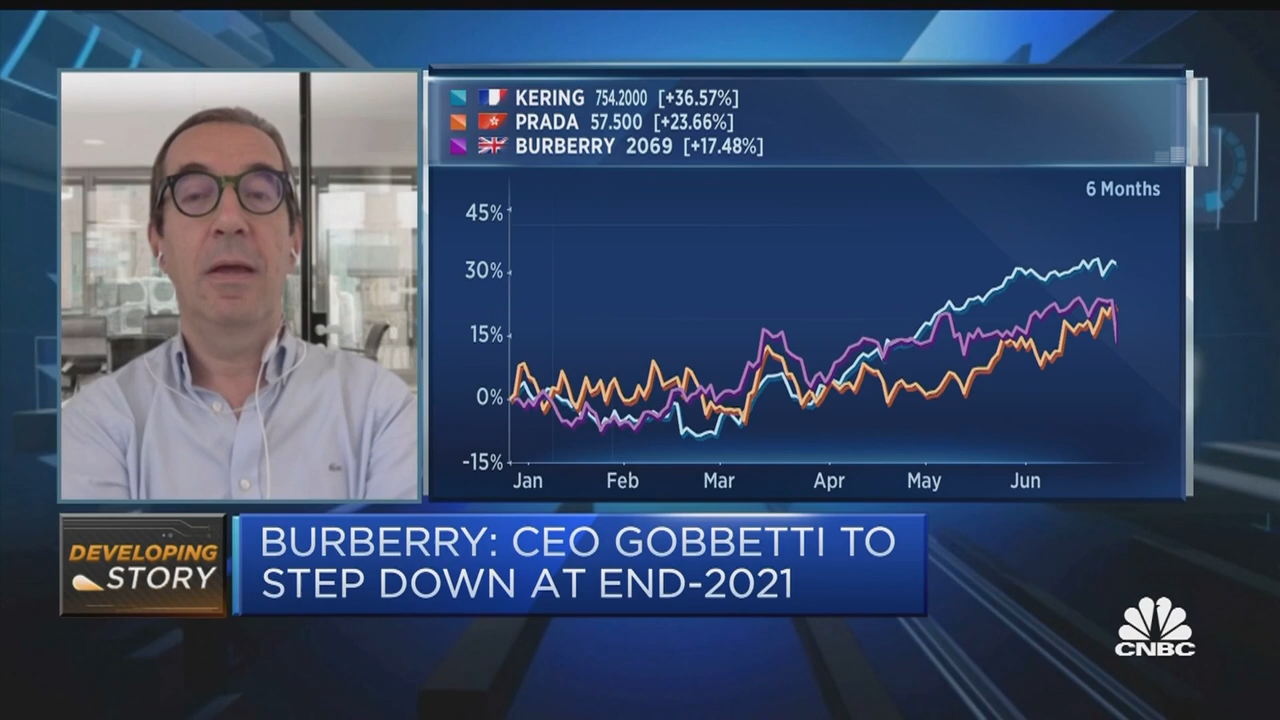 KERING 754.2000 [+36.57%]
PRADA 57.500 [+23.66%]
BURBERRY 2069 [+17.48%]
6 Months
45%
30%
15%
0%
-15%
Jan Feb Mar Apr May Jun
DEVELOPING
STORY
BURBERRY: CEO GOBBETTI TO
STEP DOWN AT END-2021
CNBC